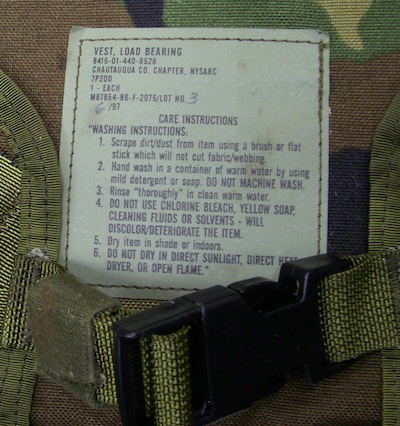 VEST, LOAD BEARING
8415-01-440-9528
CHAUTAUQUA CO. CHAPTER, NYSARC
7P200
1 - EACH
M67854-96-F-2075/LOT NO. 3
6/97
CARE INSTRUCTIONS
"WASHING INSTRUCTIONS:
1. Scrape dirt/dust from item using a brush or flat
stick which will not cut fabric/webbing.
2. Hand wash in a container of warm water by using
mild detergent or soap. DO NOT MACHINE WASH.
3. Rinse "thoroughly" in clean warm water.
4. DO NOT USE CHLORINE BLEACH, YELLOW SOAP,
CLEANING FLUIDS OR SOLVENTS - WILL
DISCOLOR/DETERIORATE THE ITEM.
5. Dry item in shade or indoors.
6. DO NOT DRY IN DIRECT SUNLIGHT, DIRECT HEAT
DRYER, OR OPEN FLAME."